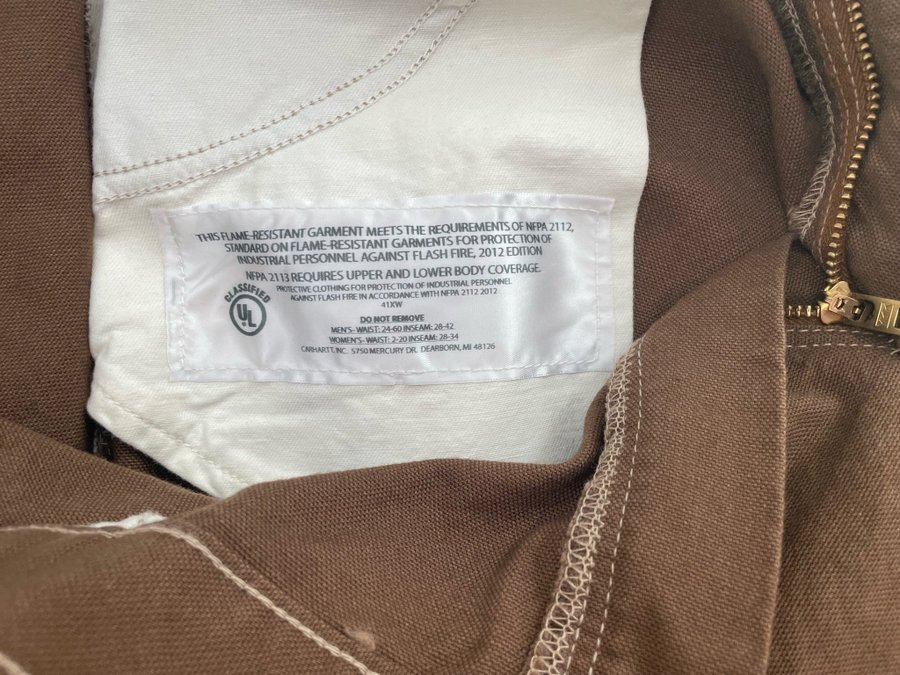 THIS FLAME-RESISTANT GARMENT MEETS THE REQUIREMENTS OF NFPA 2112,
STANDARD ON FLAME-RESISTANT GARMENTS FOR PROTECTION OF
INDUSTRIAL PERSONNEL AGAINST FLASH FIRE, 2012 EDITION
NFPA 2113 REQUIRES UPPER AND LOWER BODY COVERAGE.
PROTECTIVE CLOTHING FOR PROTECTION OF INDUSTRIAL PERSONNEL
AGAINST FLASH FIRE IN ACCORDANCE WITH NFPA 2112 2012
41XW
CLASSIFIED
UL
DO NOT REMOVE
MEN'S- WAIST: 24-60 INSEAM: 28-42
WOMEN'S- WAIST: 2-20 INSEAM: 28-34
CARHARTT, INC. 5750 MERCURY DR. DEARBORN, MI 48126